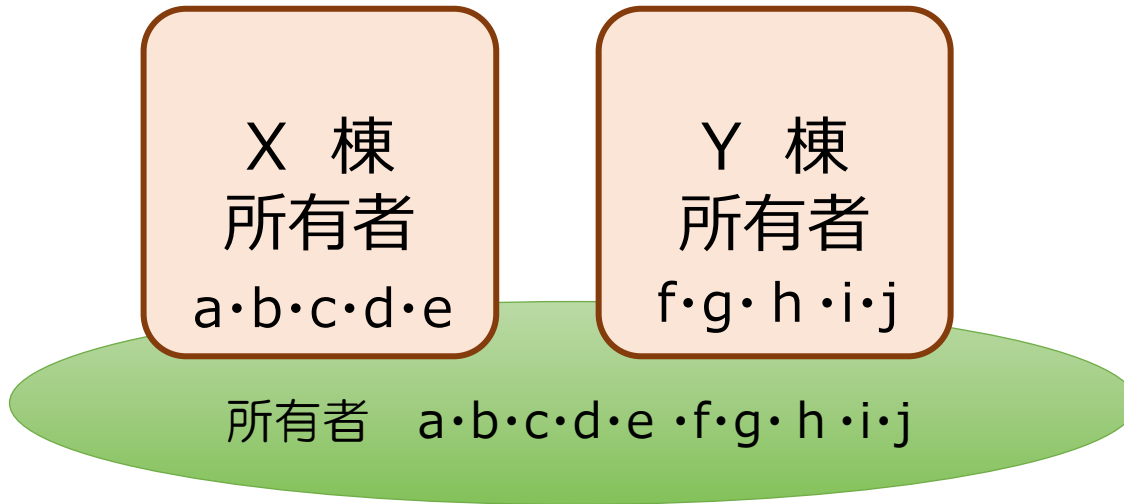 X 棟
所有者
a・b・c・d・e
Y 棟
所有者
f・g・h・i・j
所有者 a・b・c・d・e・f・g・h・i・j